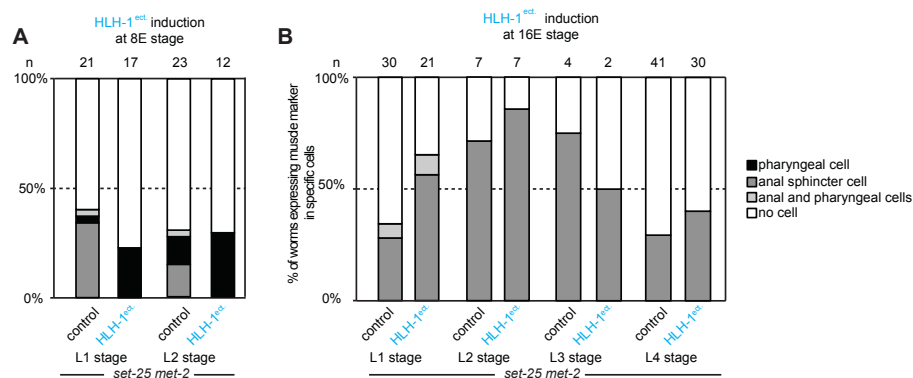 A
HLH-1ect. induction
at 8E stage
n 21 17 23 12
100%
50%
0%
control HLH-1ect. control HLH-1ect.
L1 stage L2 stage
set-25 met-2
B
HLH-1ect. induction
at 16E stage
n 30 21 7 7 4 2 41 30
% of worms expressing muscle marker
in specific cells
100%
50%
0%
control HLH-1ect. control HLH-1ect. control HLH-1ect. control HLH-1ect.
L1 stage L2 stage L3 stage L4 stage
set-25 met-2
pharyngeal cell
anal sphincter cell
anal and pharyngeal cells
no cell